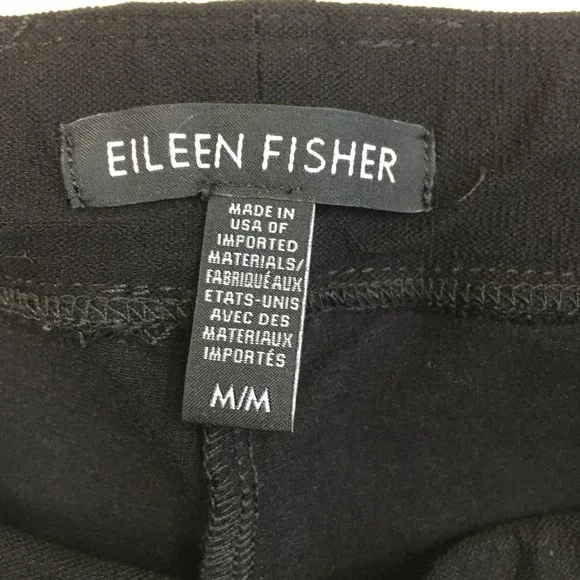 EILEEN FISHER
MADE IN
USA OF
IMPORTED
MATERIALS/
FABRIQUÉ AUX
ETATS-UNIS
AVEC DES
MATERIAUX
IMPORTÉS
M/M